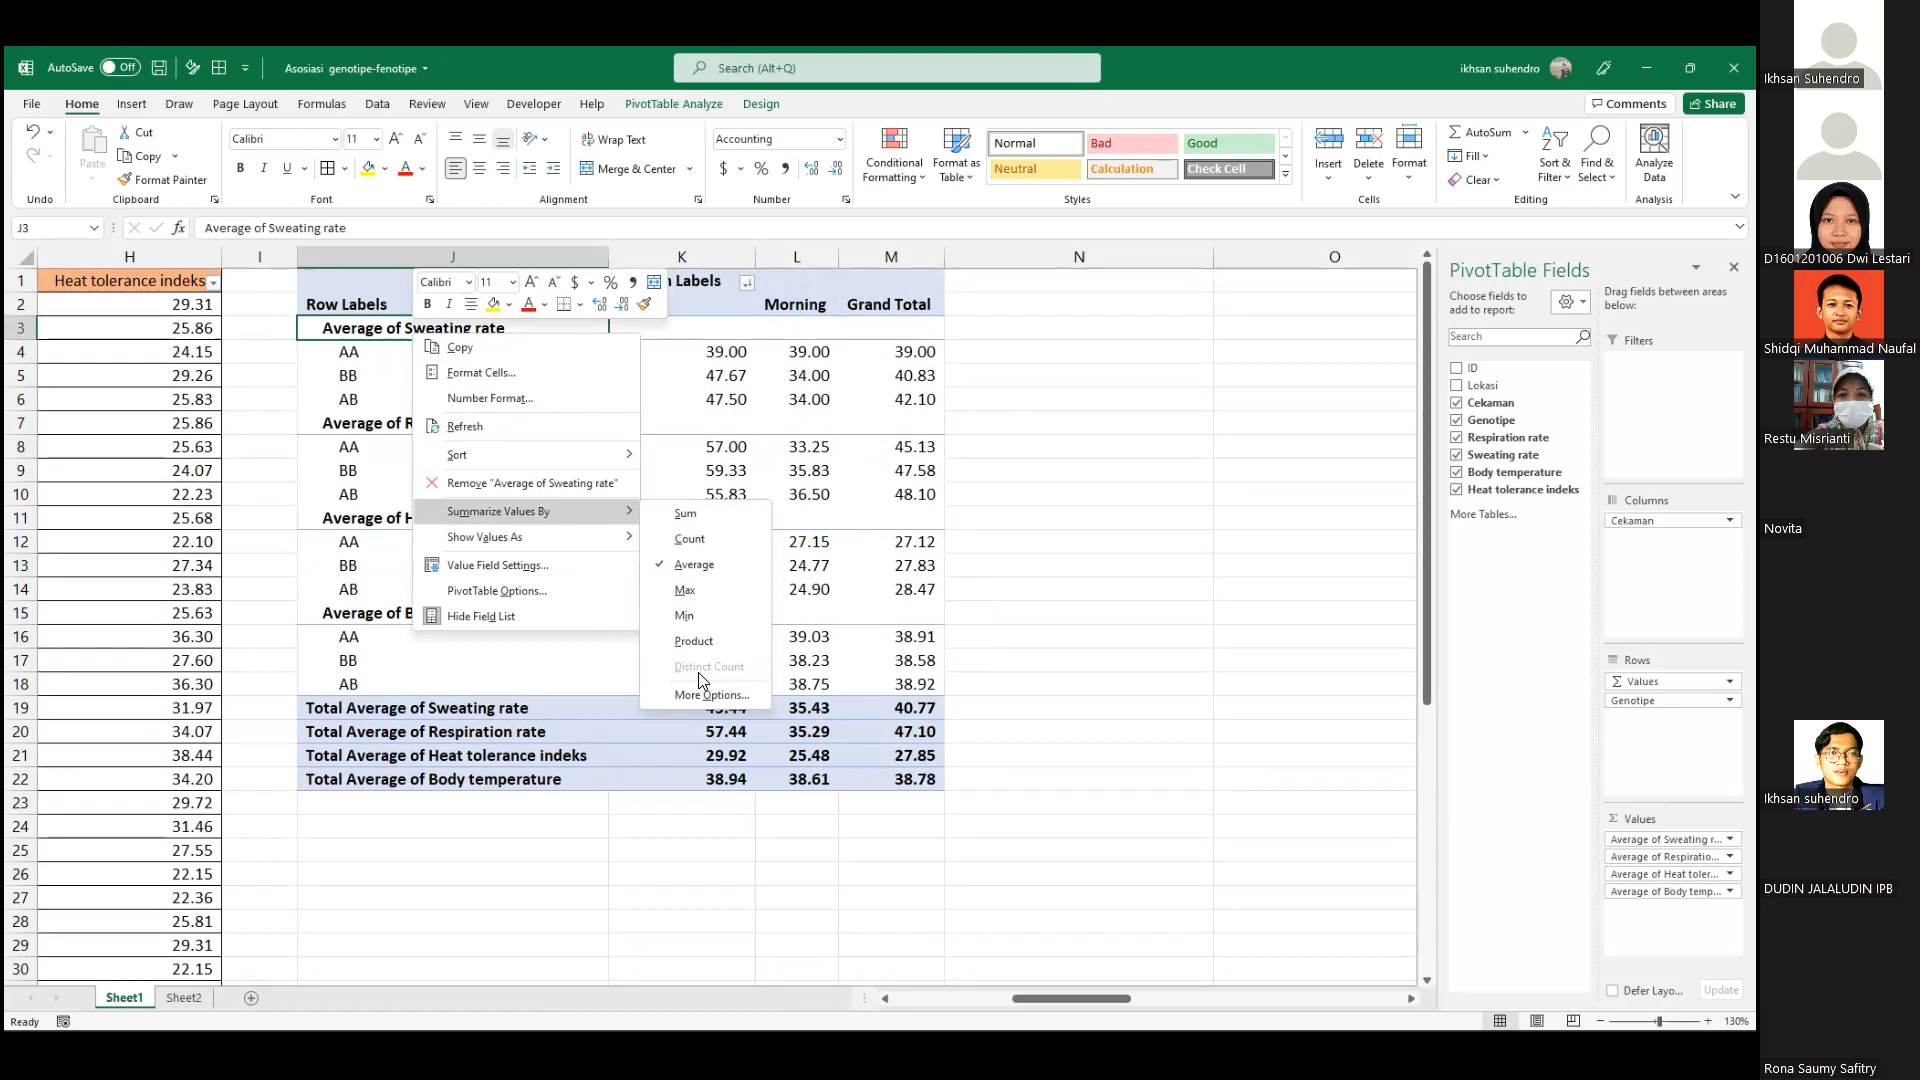 AutoSave Off
Asosiasi genotipe-fenotipe
Search (Alt+Q)
ikhsan suhendro
File Home Insert Draw Page Layout Formulas Data Review View Developer Help PivotTable Analyze Design
Comments Share
Paste
Cut
Copy
Format Painter
Calibri 11
B I U
Wrap Text
Merge & Center
Accounting
$ % ,
Conditional Formatting
Format as Table
Normal Bad Good
Neutral Calculation Check Cell
Insert Delete Format
AutoSum
Fill
Clear
Sort & Filter
Find & Select
Analyze Data
Undo Clipboard Font Alignment Number Styles Cells Editing Analysis
J3 fx Average of Sweating rate
H I J K L M N O
1 Heat tolerance indeks n Labels
2 29.31 Row Labels Morning Grand Total
3 25.86 Average of Sweating rate
4 24.15 AA 39.00 39.00 39.00
5 29.26 BB 47.67 34.00 40.83
6 25.83 AB 47.50 34.00 42.10
7 25.86 Average of R
8 25.63 AA 57.00 33.25 45.13
9 24.07 BB 59.33 35.83 47.58
10 22.23 AB 55.83 36.50 48.10
11 25.68 Average of H
12 22.10 AA 27.15 27.12
13 27.34 BB 24.77 27.83
14 23.83 AB 24.90 28.47
15 25.63 Average of B
16 36.30 AA 39.03 38.91
17 27.60 BB 38.23 38.58
18 36.30 AB 38.75 38.92
19 31.97 Total Average of Sweating rate 35.43 40.77
20 34.07 Total Average of Respiration rate 57.44 35.29 47.10
21 38.44 Total Average of Heat tolerance indeks 29.92 25.48 27.85
22 34.20 Total Average of Body temperature 38.94 38.61 38.78
23 29.72
24 31.46
25 27.55
26 22.15
27 22.36
28 25.81
29 29.31
30 22.15
Calibri 11 $ % ,
B I
Copy
Format Cells...
Number Format...
Refresh
Sort
Remove "Average of Sweating rate"
Summarize Values By
Show Values As
Value Field Settings...
PivotTable Options...
Hide Field List
Sum
Count
Average
Max
Min
Product
Distinct Count
More Options...
PivotTable Fields
Choose fields to add to report:
Search
ID
Lokasi
Cekaman
Genotipe
Respiration rate
Sweating rate
Body temperature
Heat tolerance indeks
More Tables...
Drag fields between areas below:
Filters
Columns
Cekaman
Rows
Σ Values
Genotipe
Σ Values
Average of Sweating r...
Average of Respiratio...
Average of Heat toler...
Average of Body temp...
Defer Layo... Update
Sheet1 Sheet2
Ready
130%
Ikhsan Suhendro
D1601201006 Dwi Lestari
Shidqi Muhammad Naufal
Restu Misrianti
Novita
Ikhsan suhendro
DUDIN JALALUDIN IPB
Rona Saumy Safitry